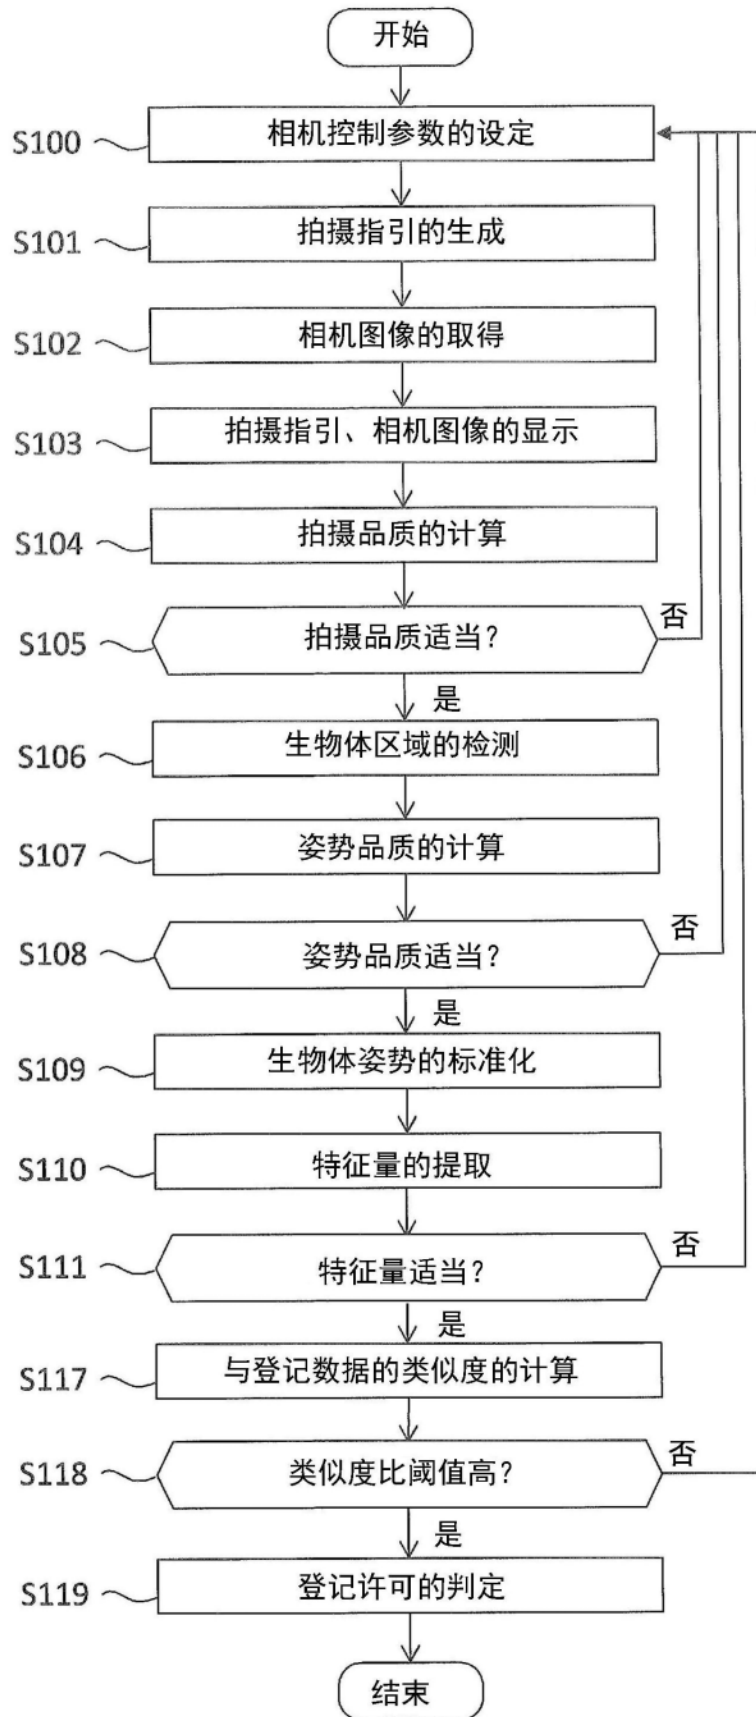 开始
S100 相机控制参数的设定
S101 拍摄指引的生成
S102 相机图像的取得
S103 拍摄指引、相机图像的显示
S104 拍摄品质的计算
S105 拍摄品质适当? 否
是
S106 生物体区域的检测
S107 姿势品质的计算
S108 姿势品质适当? 否
是
S109 生物体姿势的标准化
S110 特征量的提取
S111 特征量适当? 否
是
S117 与登记数据的类似度的计算
S118 类似度比阈值高? 否
是
S119 登记许可的判定
结束